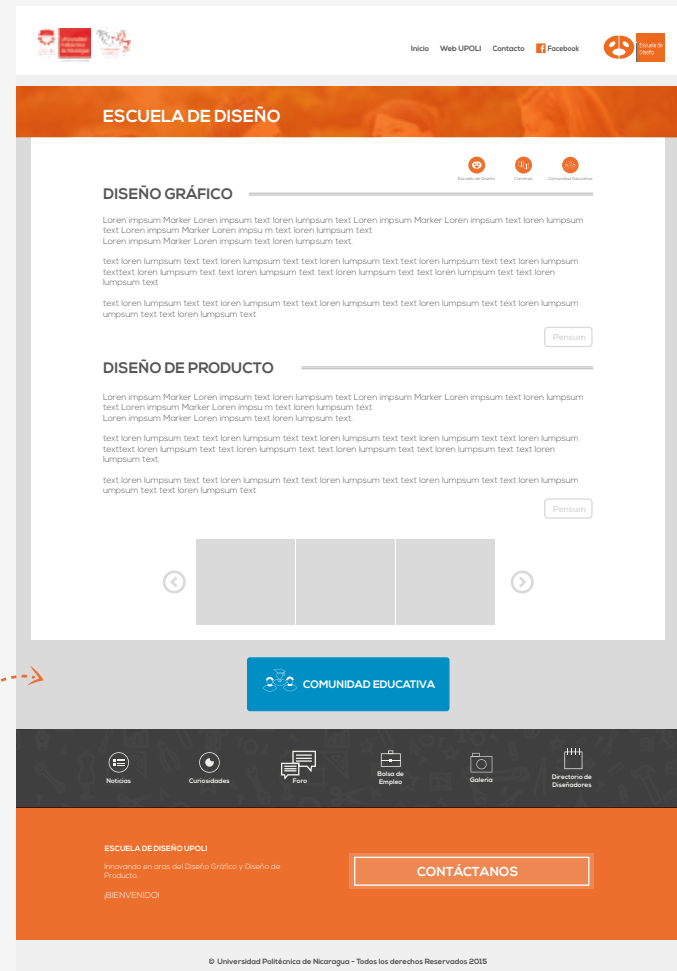 Inicio Web UPOLI Contacto Facebook
Escuela de
Diseño
ESCUELA DE DISEÑO
Escuela de Diseño Carreras Comunidad Educativa
DISEÑO GRÁFICO
Loren impsum Marker Loren impsum text loren lumpsum text Loren impsum Marker Loren impsum text loren lumpsum
text Loren impsum Marker Loren impsu m text loren lumpsum text
Loren impsum Marker Loren impsum text loren lumpsum text.
text loren lumpsum text text loren lumpsum text text loren lumpsum text text loren lumpsum text text loren lumpsum
texttext loren lumpsum text text loren lumpsum text text loren lumpsum text text loren lumpsum text text loren
lumpsum text
text loren lumpsum text text loren lumpsum text text loren lumpsum text text loren lumpsum text text loren lumpsum
umpsum text text loren lumpsum text
Pensum
DISEÑO DE PRODUCTO
Loren impsum Marker Loren impsum text loren lumpsum text Loren impsum Marker Loren impsum text loren lumpsum
text Loren impsum Marker Loren impsu m text loren lumpsum text
Loren impsum Marker Loren impsum text loren lumpsum text.
text loren lumpsum text text loren lumpsum text text loren lumpsum text text loren lumpsum text text loren lumpsum
texttext loren lumpsum text text loren lumpsum text text loren lumpsum text text loren lumpsum text text loren
lumpsum text
text loren lumpsum text text loren lumpsum text text loren lumpsum text text loren lumpsum text text loren lumpsum
umpsum text text loren lumpsum text
Pensum
COMUNIDAD EDUCATIVA
Noticias Curiosidades Foro Bolsa de
Empleo Galería Directorio de
Diseñadores
ESCUELA DE DISEÑO UPOLI
Innovando en aras del Diseño Gráfico y Diseño de
Producto.
¡BIENVENIDO!
CONTÁCTANOS
© Universidad Politécnica de Nicaragua - Todos los derechos Reservados 2015